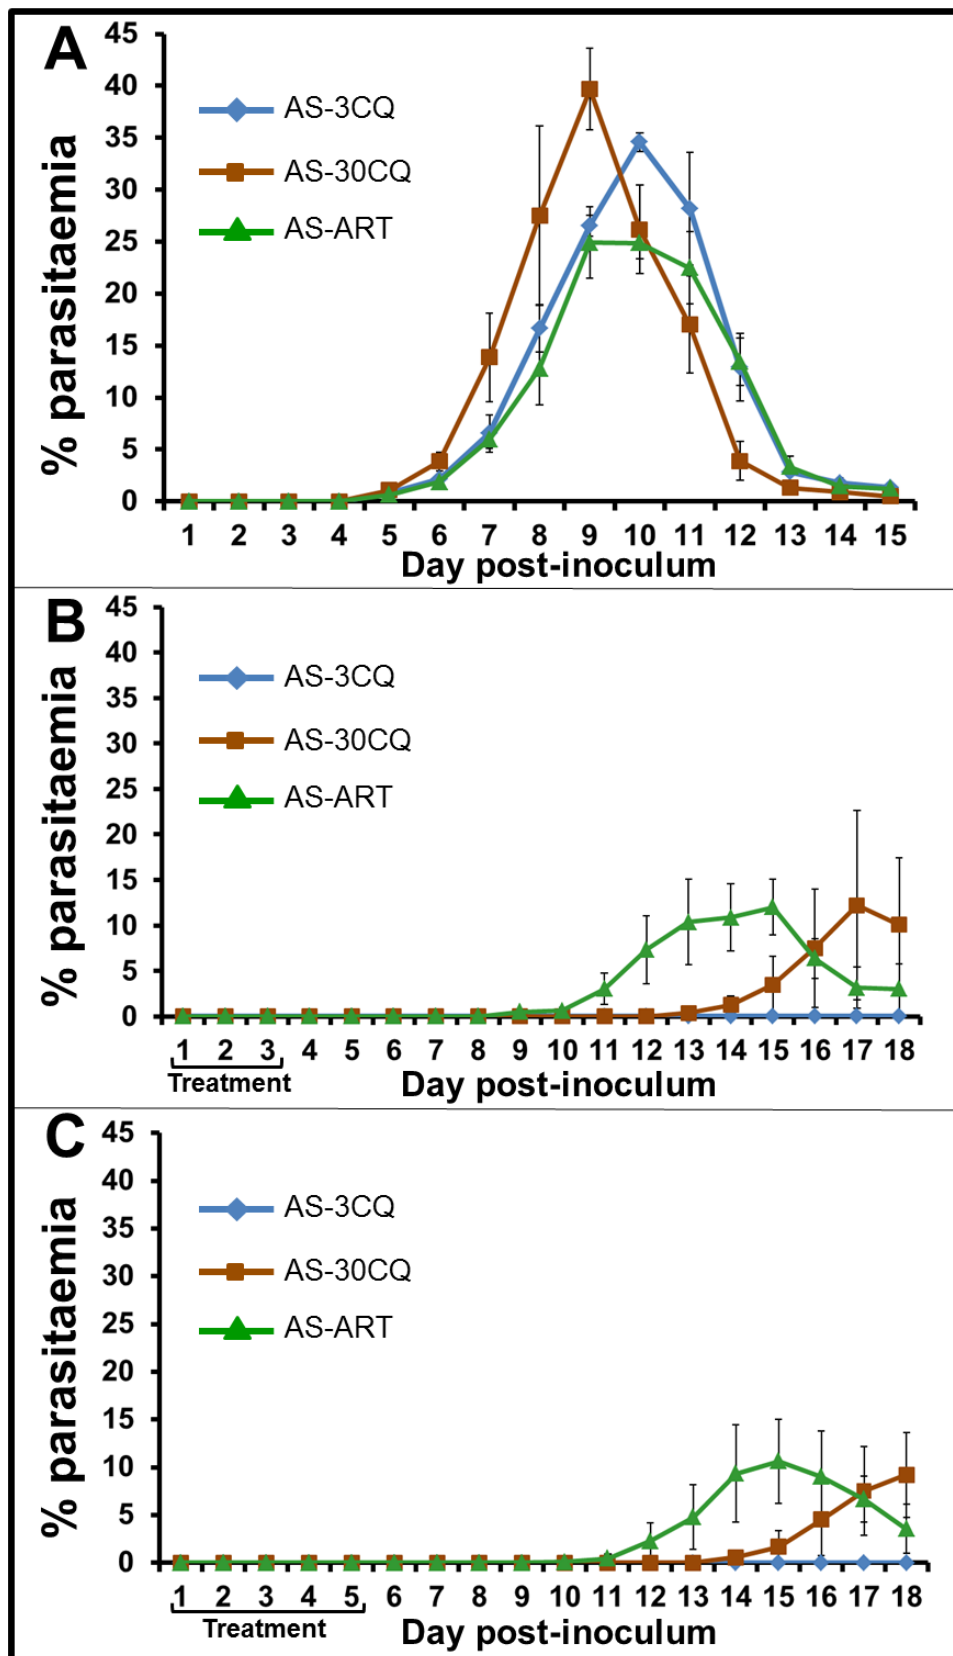 A
45
40
35
30
25
20
15
10
5
0
% parasitaemia
AS-3CQ
AS-30CQ
AS-ART
1 2 3 4 5 6 7 8 9 10 11 12 13 14 15
Day post-inoculum
B
45
40
35
30
25
20
15
10
5
0
% parasitaemia
AS-3CQ
AS-30CQ
AS-ART
1 2 3 4 5 6 7 8 9 10 11 12 13 14 15 16 17 18
Treatment
Day post-inoculum
C
45
40
35
30
25
20
15
10
5
0
% parasitaemia
AS-3CQ
AS-30CQ
AS-ART
1 2 3 4 5 6 7 8 9 10 11 12 13 14 15 16 17 18
Treatment
Day post-inoculum